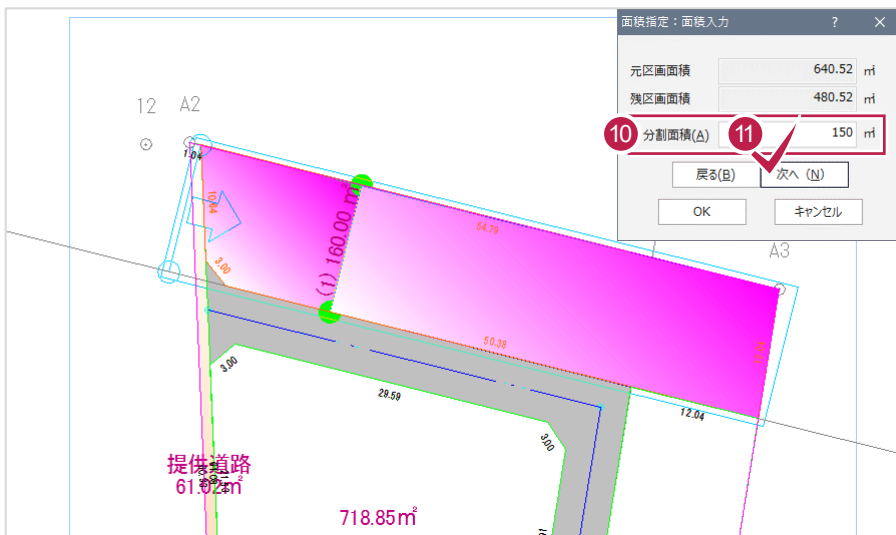 面積指定：面積入力 ? ×
元区画面積 640.52 ㎡
残区画面積 480.52 ㎡
10 分割面積(A) 11 150 ㎡
戻る(B) 次へ (N)
OK キャンセル
12 A2
1.04
10.64
3.00
(1) 160.00 ㎡
54.79
A3
50.38
12.04
3.00
29.59
3.00
提供道路
61.02㎡
718.85㎡